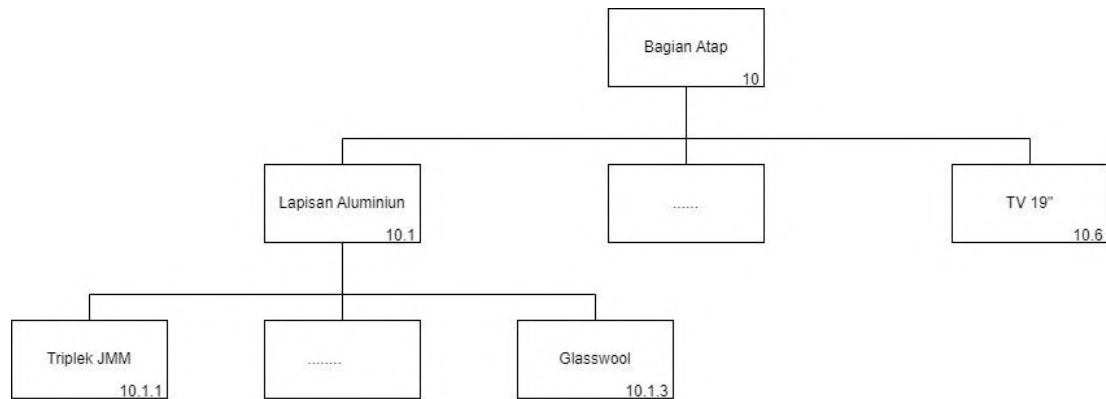 Bagian Atap
10
Lapisan Aluminiun
10.1
......
TV 19"
10.6
Triplek JMM
10.1.1
........
Glasswool
10.1.3